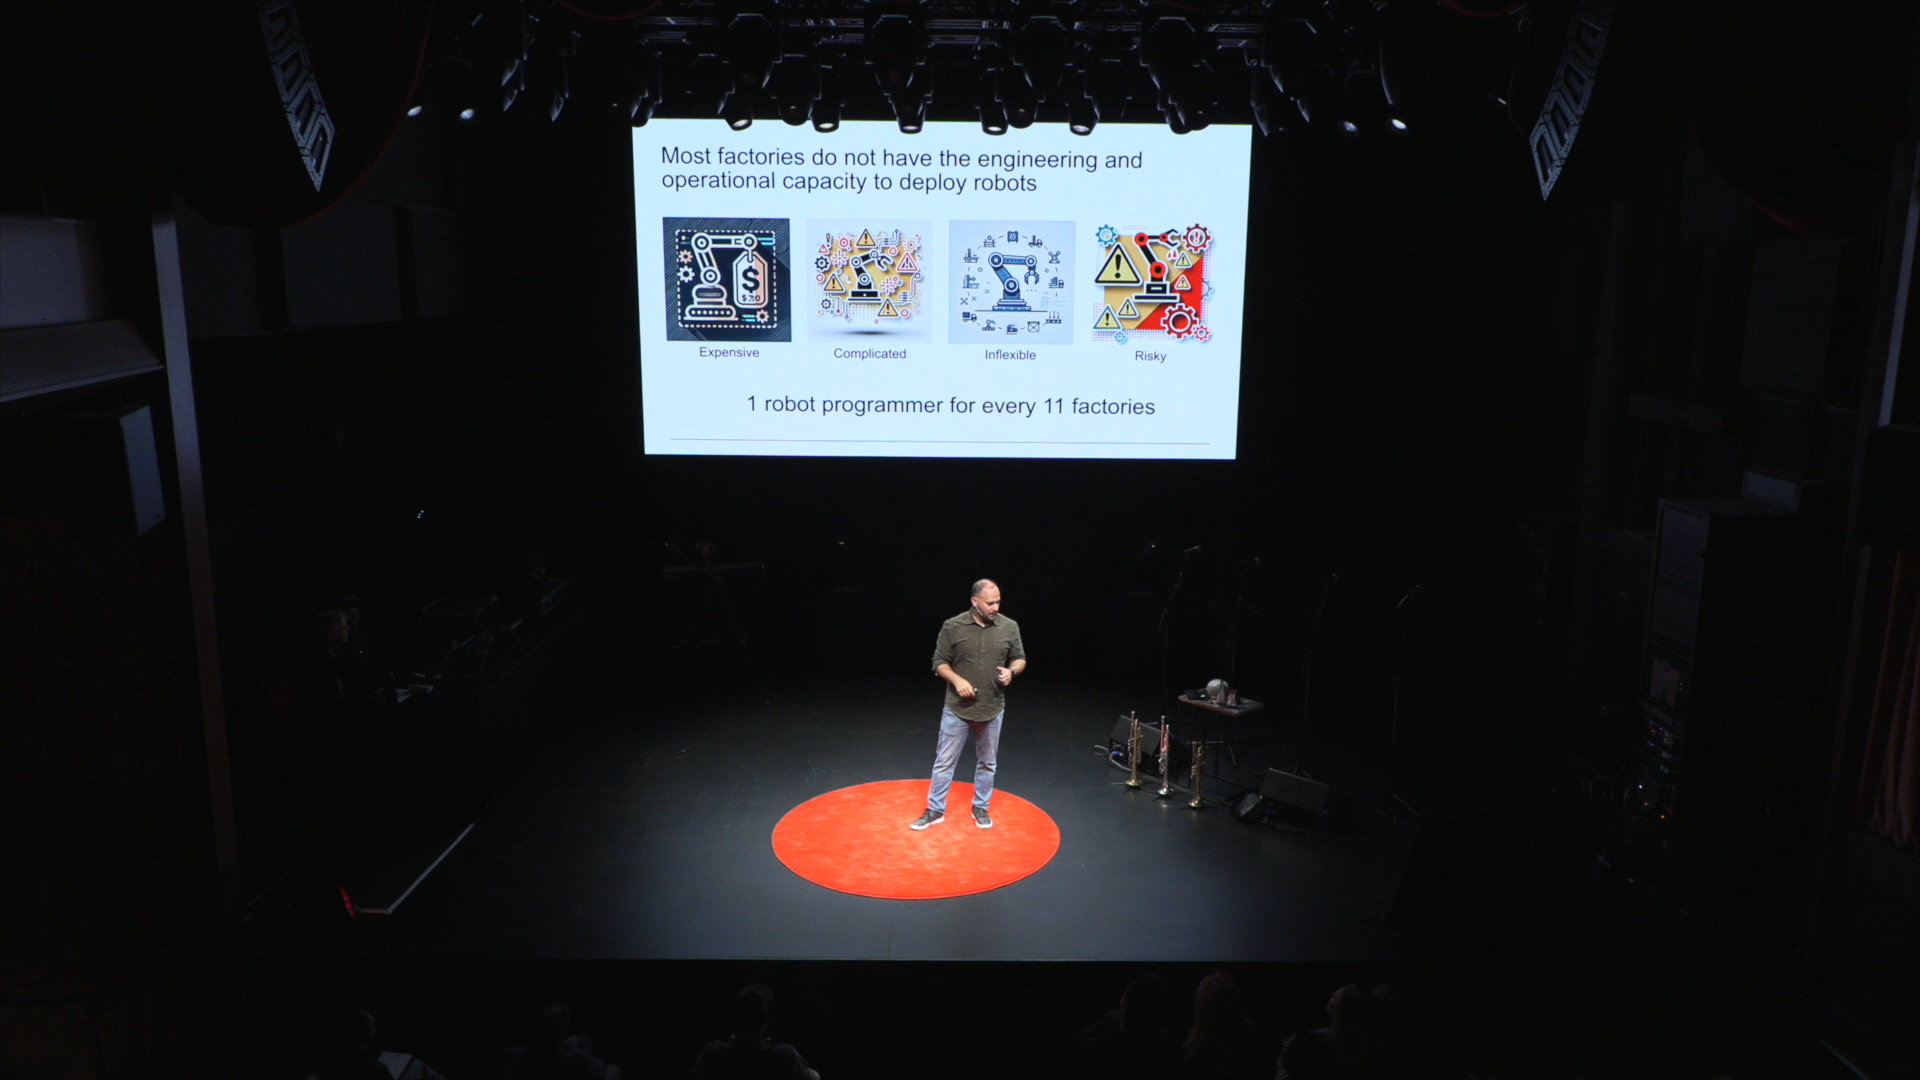 Most factories do not have the engineering and
operational capacity to deploy robots
Expensive
Complicated
Inflexible
Risky
1 robot programmer for every 11 factories